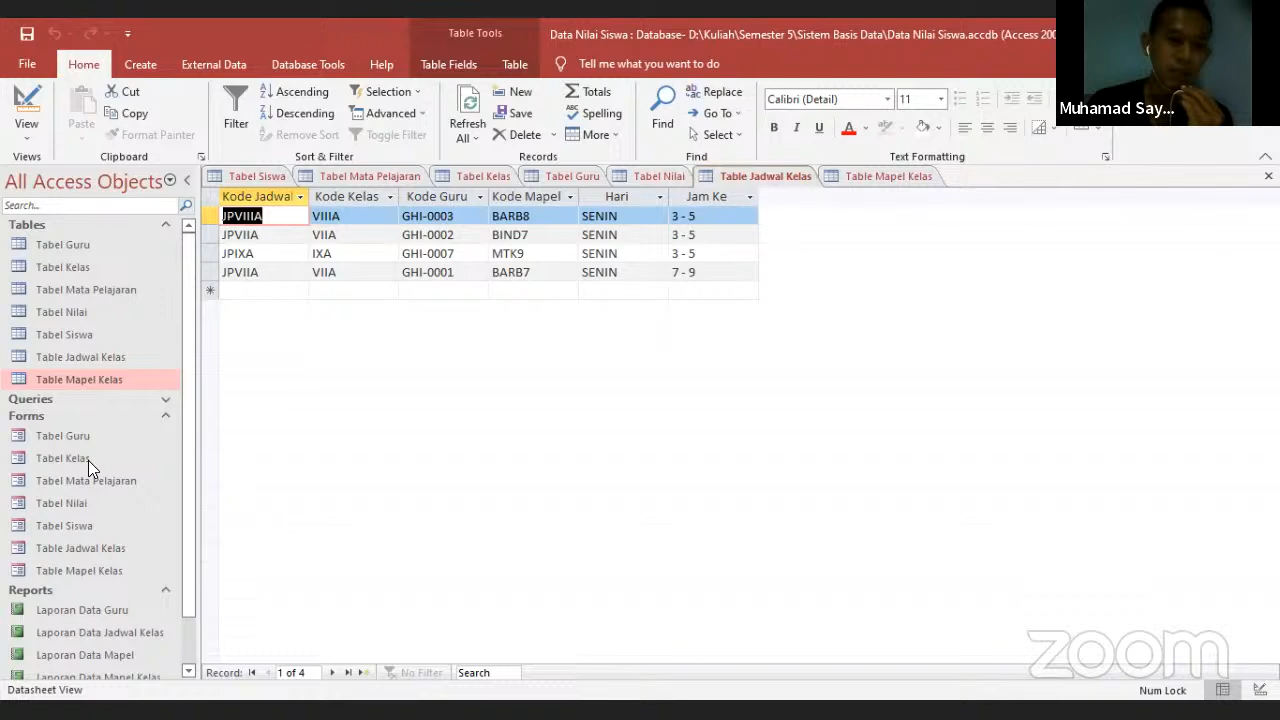 Table Tools
Data Nilai Siswa : Database- D:\Kuliah\Semester 5\Sistem Basis Data\Data Nilai Siswa.accdb (Access 200
File Home Create External Data Database Tools Help Table Fields Table Tell me what you want to do
Muhamad Say...
View
Views
Paste
Cut
Copy
Format Painter
Clipboard
Filter
Ascending
Descending
Remove Sort
Selection
Advanced
Toggle Filter
Sort & Filter
Refresh
All
New
Save
Delete
Totals
Spelling
More
Records
Find
Replace
Go To
Select
Find
Calibri (Detail) 11
B I U A
Text Formatting
All Access Objects
Search...
Tables
Tabel Guru
Tabel Kelas
Tabel Mata Pelajaran
Tabel Nilai
Tabel Siswa
Table Jadwal Kelas
Table Mapel Kelas
Queries
Forms
Tabel Guru
Tabel Kelas
Tabel Mata Pelajaran
Tabel Nilai
Tabel Siswa
Table Jadwal Kelas
Table Mapel Kelas
Reports
Laporan Data Guru
Laporan Data Jadwal Kelas
Laporan Data Mapel
Laporan Data Mapel Kelas
Tabel Siswa Tabel Mata Pelajaran Tabel Kelas Tabel Guru Tabel Nilai Table Jadwal Kelas Table Mapel Kelas
Kode Jadwal Kode Kelas Kode Guru Kode Mapel Hari Jam Ke
JPVIIIA VIIIA GHI-0003 BARB8 SENIN 3 - 5
JPVIIA VIIA GHI-0002 BIND7 SENIN 3 - 5
JPIXA IXA GHI-0007 MTK9 SENIN 3 - 5
JPVIIA VIIA GHI-0001 BARB7 SENIN 7 - 9
zoom
Record: 1 of 4 No Filter Search
Datasheet View Num Lock